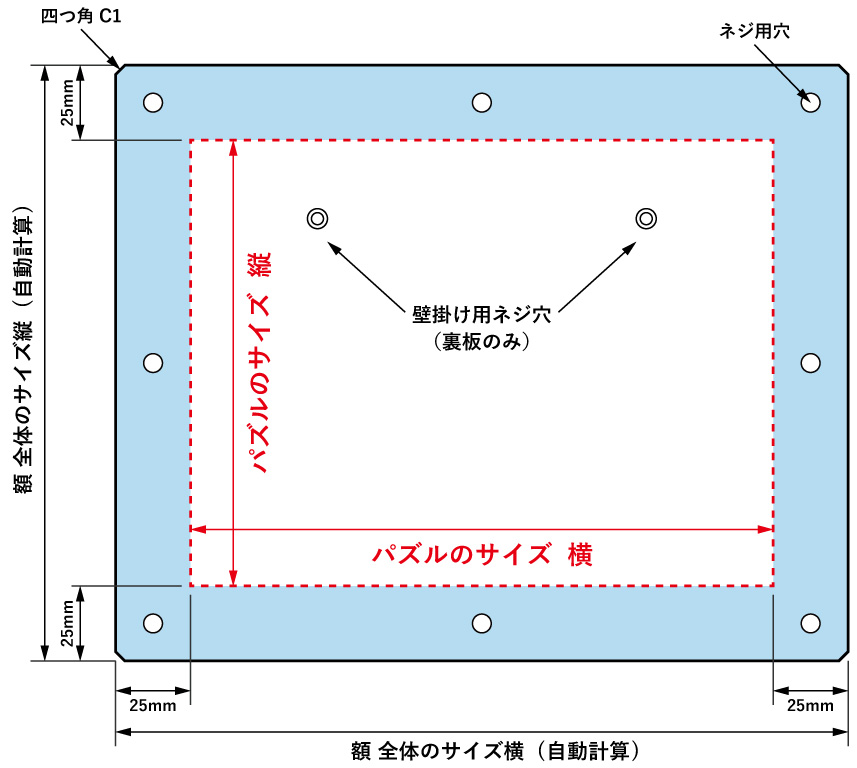 四つ角 C1
ネジ用穴
25mm
額 全体のサイズ縦（自動計算）
パズルのサイズ 縦
壁掛け用ネジ穴
（裏板のみ）
パズルのサイズ 横
25mm
25mm
25mm
額 全体のサイズ横（自動計算）